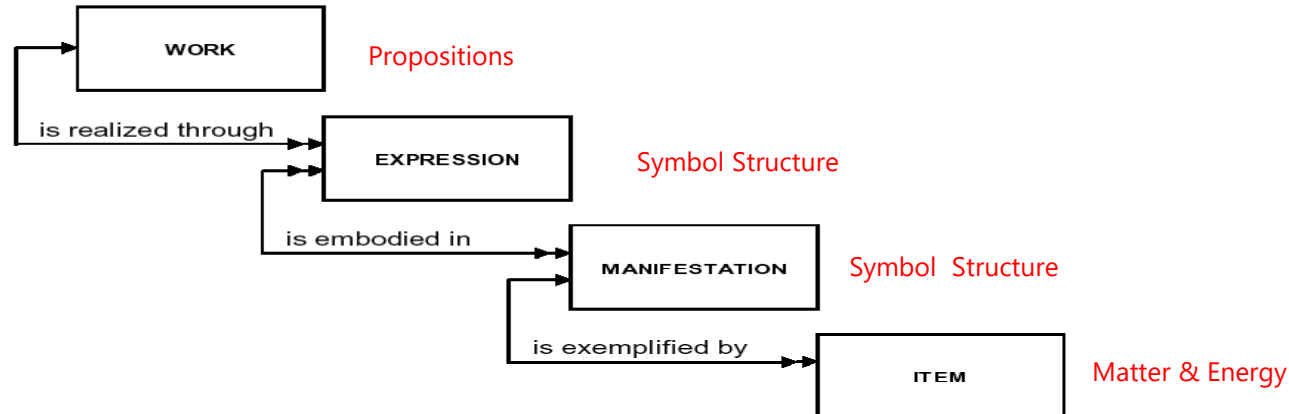 WORK
Propositions
is realized through
EXPRESSION
Symbol Structure
is embodied in
MANIFESTATION
Symbol Structure
is exemplified by
ITEM
Matter & Energy